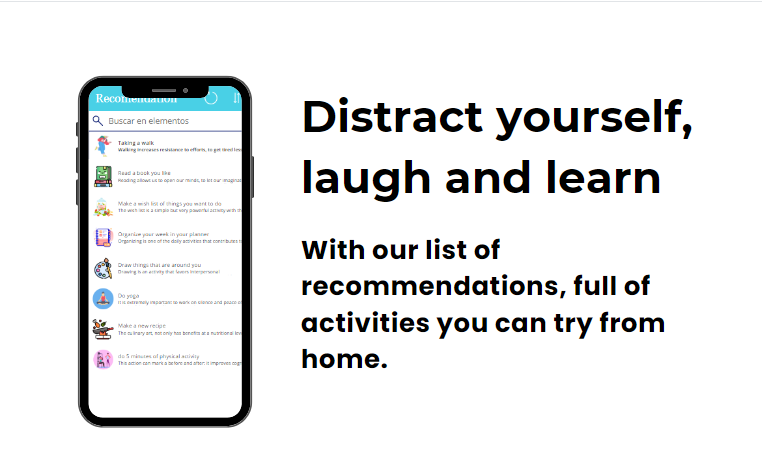 Recomendation
Buscar en elementos
Taking a walk
Walking increases resistance to efforts, to get tired less
Read a book you like
Reading allows us to open our minds, to let our imagination
Make a wish list of things you want to do
The wish list is a simple but very powerful activity with
Organize your week in your planner
Organizing is one of the daily activities that contributes
Draw things that are around you
Drawing is an activity that favors interpersonal
Do yoga
It is extremely important to work on silence and peace
Make a new recipe
The culinary art, not only has benefits at a nutritional
do 5 minutes of physical activity
This action can mark a before and after: it improves
Distract yourself,
laugh and learn
With our list of
recommendations, full of
activities you can try from
home.